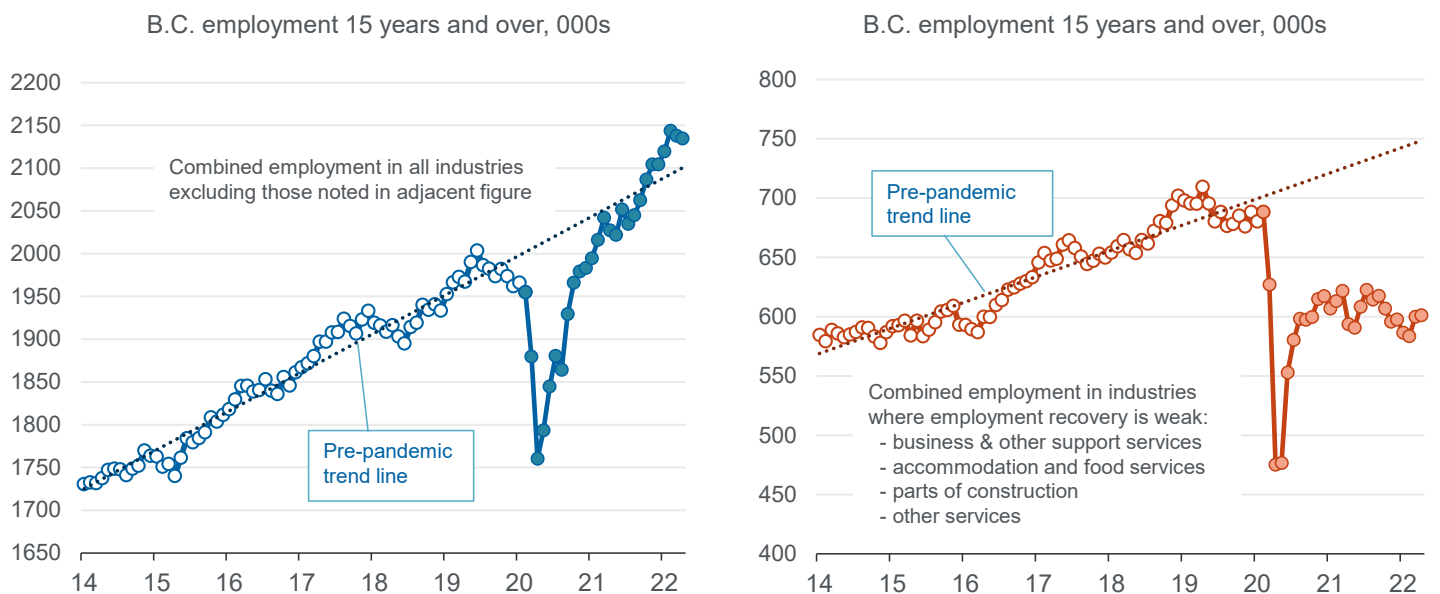 B.C. employment 15 years and over, 000s
2200
2150
2100
2050
2000
1950
1900
1850
1800
1750
1700
1650
Combined employment in all industries
excluding those noted in adjacent figure
Pre-pandemic
trend line
14 15 16 17 18 19 20 21 22
B.C. employment 15 years and over, 000s
800
750
700
650
600
550
500
450
400
Pre-pandemic
trend line
Combined employment in industries
where employment recovery is weak:
- business & other support services
- accommodation and food services
- parts of construction
- other services
14 15 16 17 18 19 20 21 22